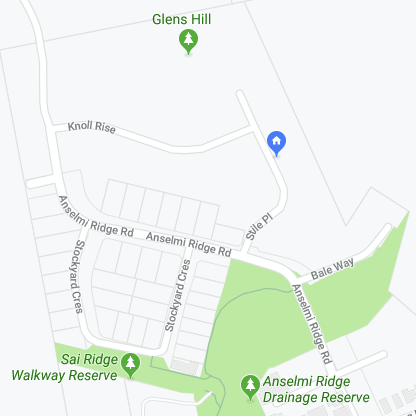 Glens Hill
Knoll Rise
Anselmi Ridge Rd
Anselmi Ridge Rd
Stile Pl
Stockyard Cres
Stockyard Cres
Bale Way
Anselmi Ridge Rd
Sai Ridge
Walkway Reserve
Anselmi Ridge
Drainage Reserve